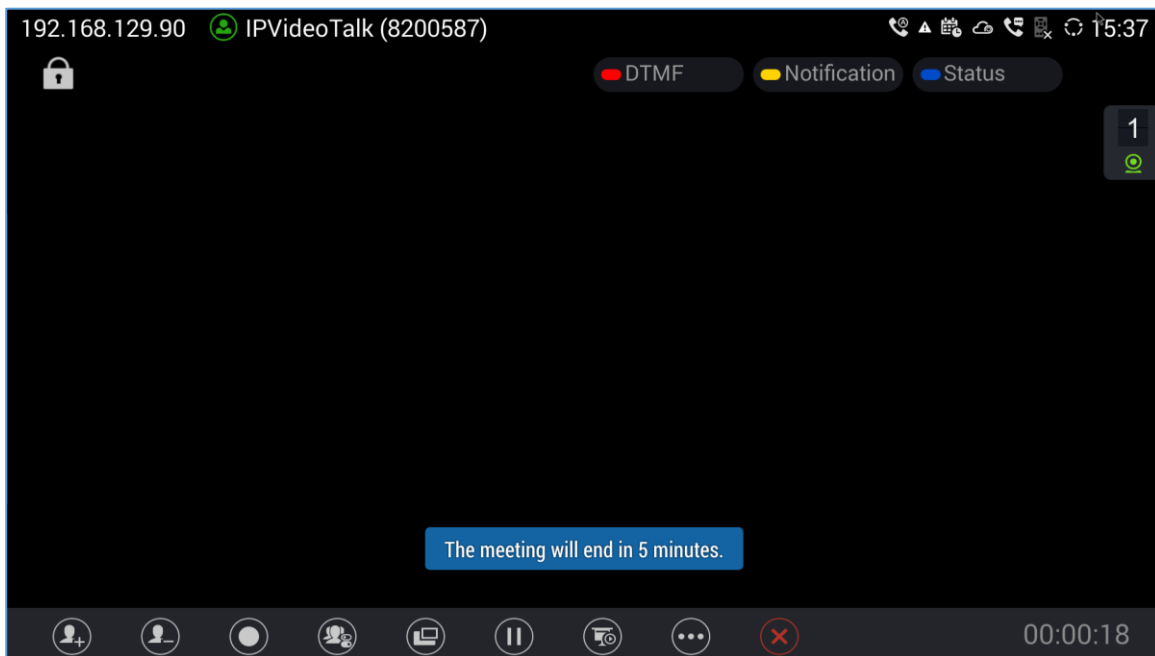 192.168.129.90 IPVideoTalk (8200587) 15:37
DTMF Notification Status
1
The meeting will end in 5 minutes.
00:00:18